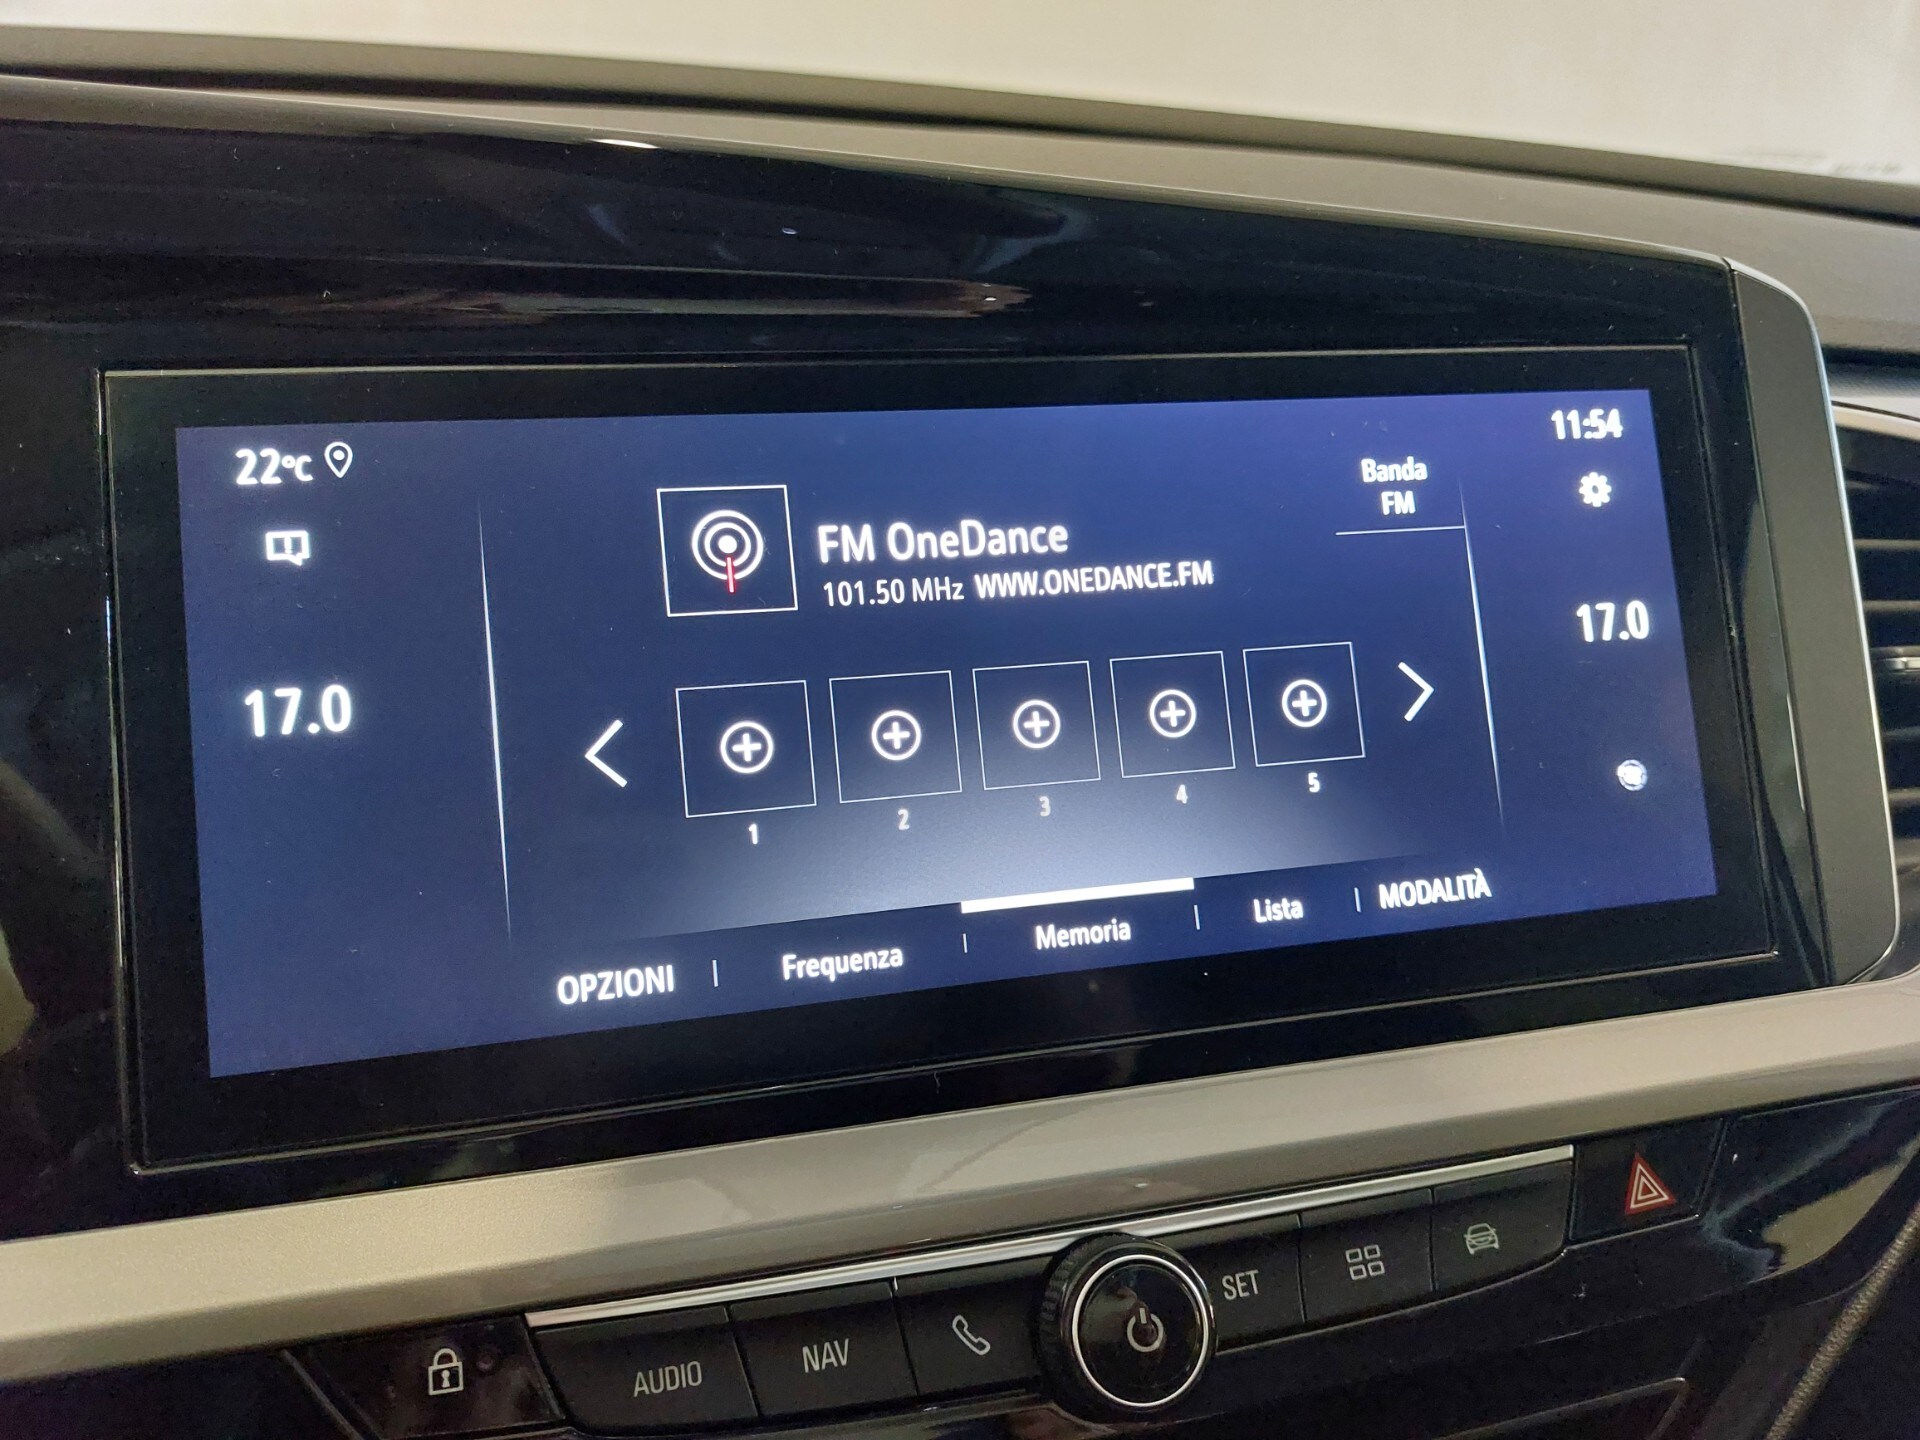 22°C
11:54
Banda
FM
FM OneDance
101.50 MHz WWW.ONEDANCE.FM
17.0
17.0
1 2 3 4 5
OPZIONI | Frequenza | Memoria | Lista | MODALITÀ
AUDIO NAV SET